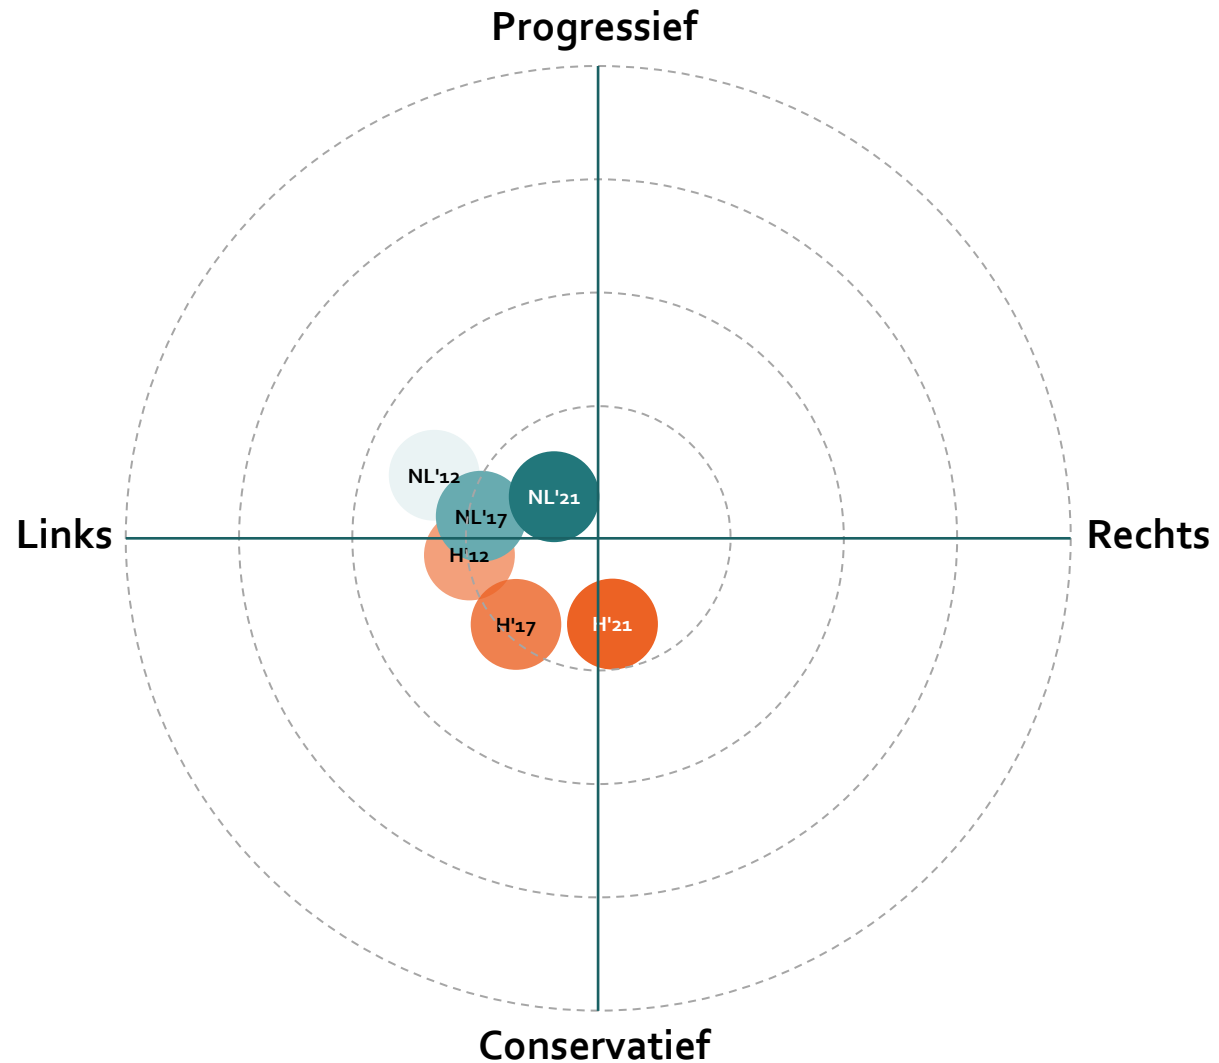 Progressief
NL'12
NL'21
NL'17
Links
Rechts
H'12
H'17
H'21
Conservatief